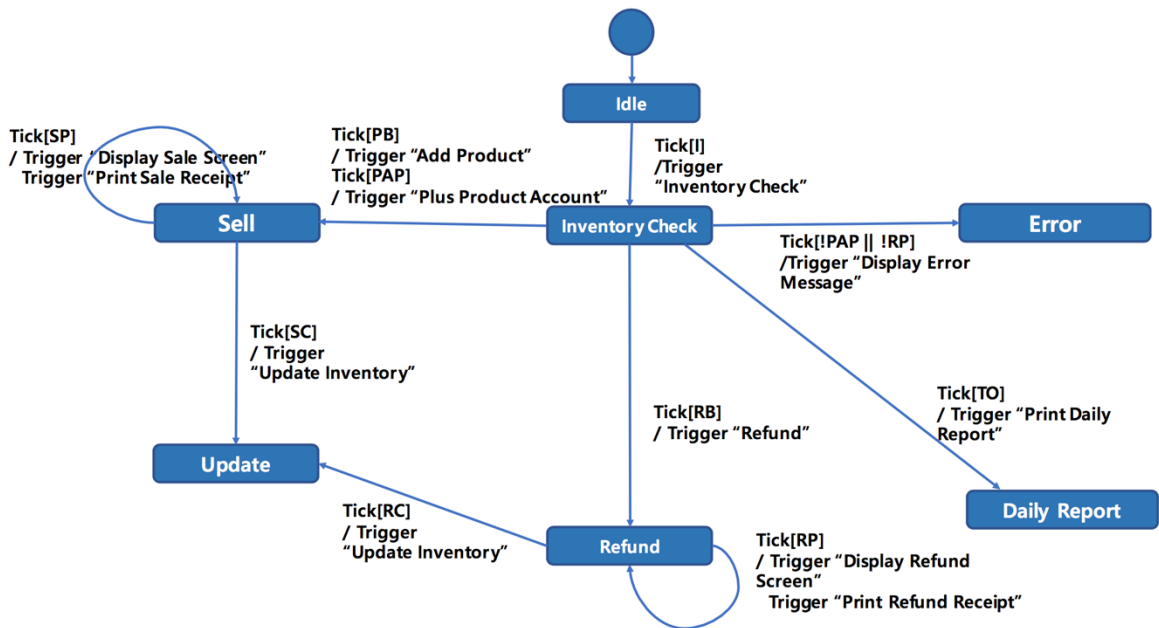 Idle
Tick[SP]
/ Trigger “Display Sale Screen”
Trigger “Print Sale Receipt”
Tick[PB]
/ Trigger “Add Product”
Tick[PAP]
/ Trigger “Plus Product Account”
Tick[I]
/Trigger
“Inventory Check”
Sell
Inventory Check
Error
Tick[!PAP || !RP]
/Trigger “Display Error
Message”
Tick[SC]
/ Trigger
“Update Inventory”
Tick[RB]
/ Trigger “Refund”
Tick[TO]
/ Trigger “Print Daily
Report”
Update
Daily Report
Tick[RC]
/ Trigger
“Update Inventory”
Refund
Tick[RP]
/ Trigger “Display Refund
Screen”
Trigger “Print Refund Receipt”